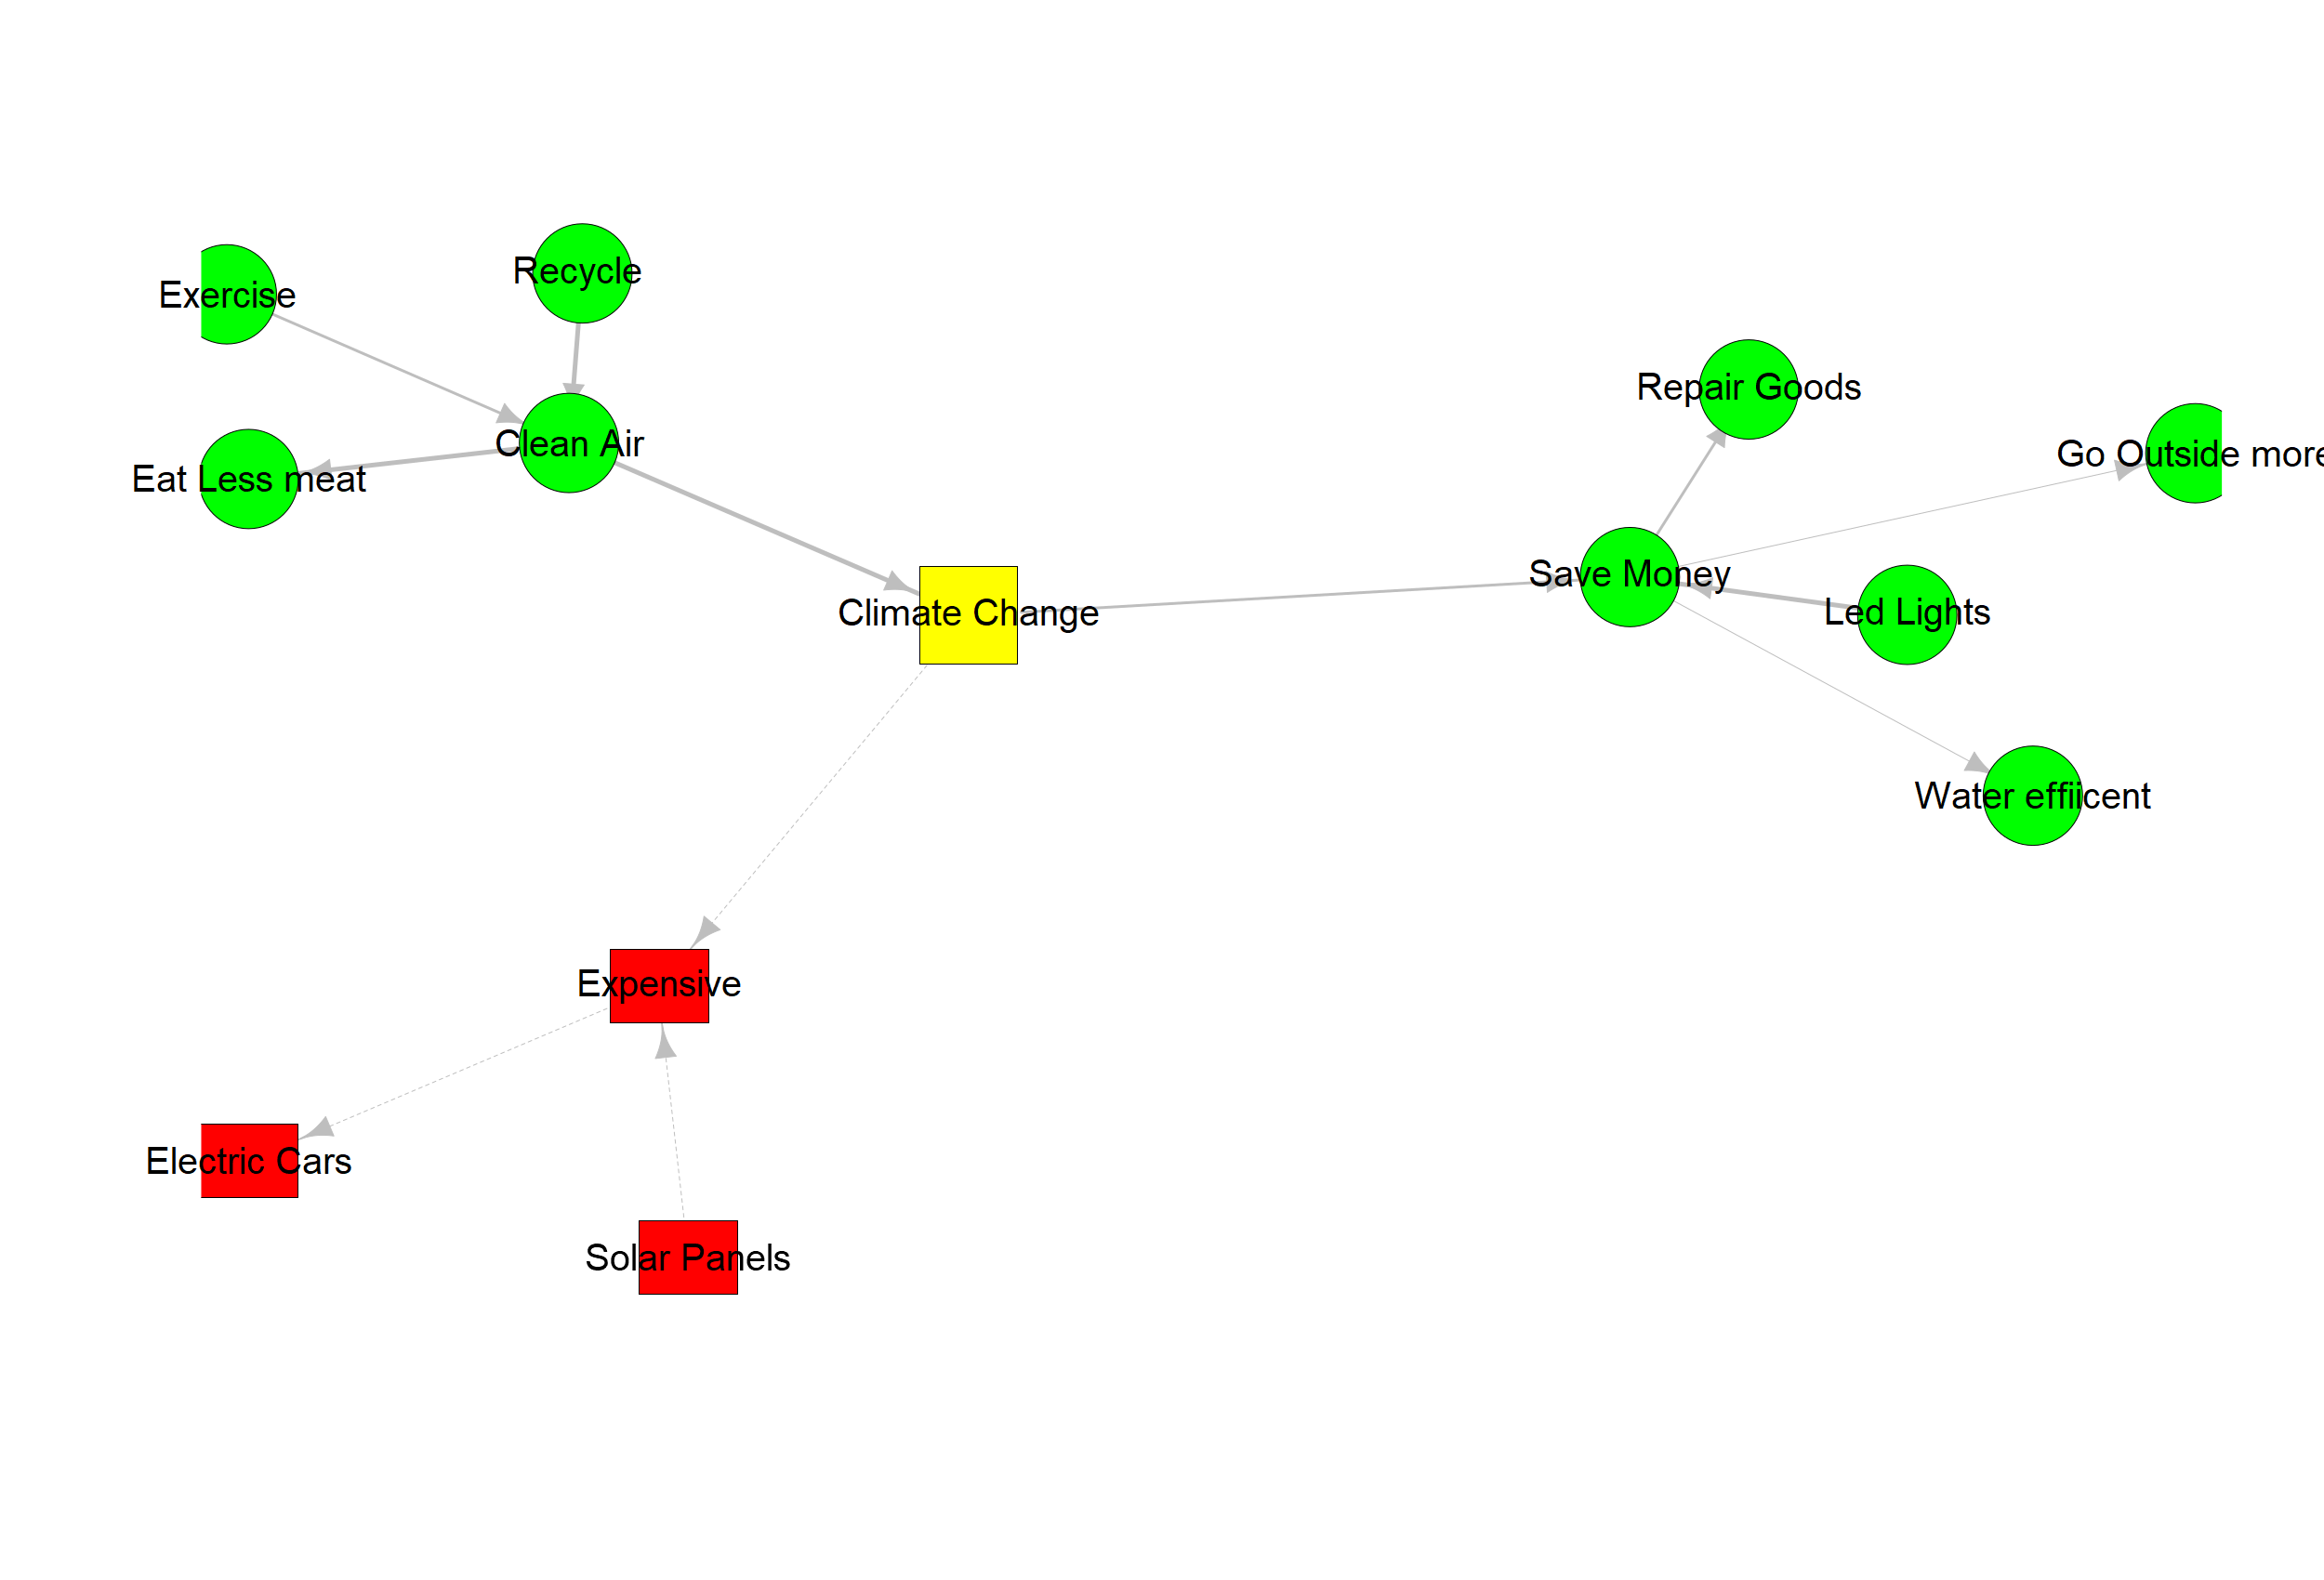 Recycle
Exercise
Repair Goods
Clean Air
Go Outside more
Eat Less meat
Save Money
Climate Change
Led Lights
Water effiicent
Expensive
Electric Cars
Solar Panels